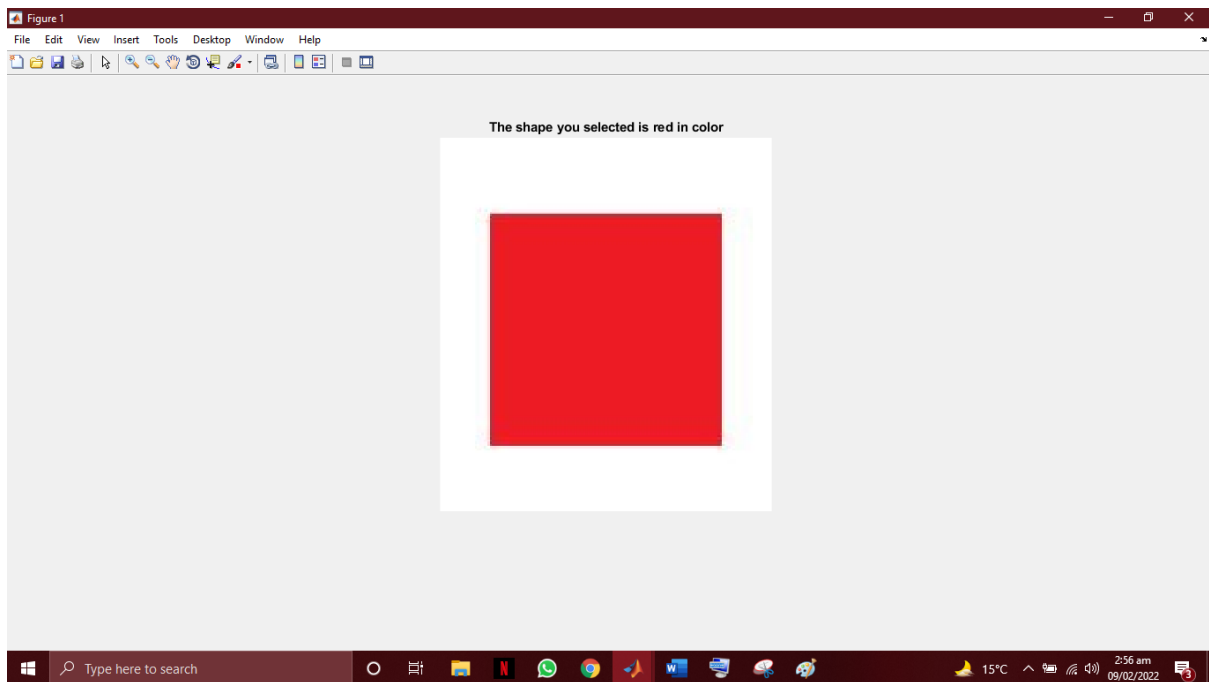 Figure 1
File Edit View Insert Tools Desktop Window Help
The shape you selected is red in color
Type here to search
N
W
15°C
2:56 am
09/02/2022
3